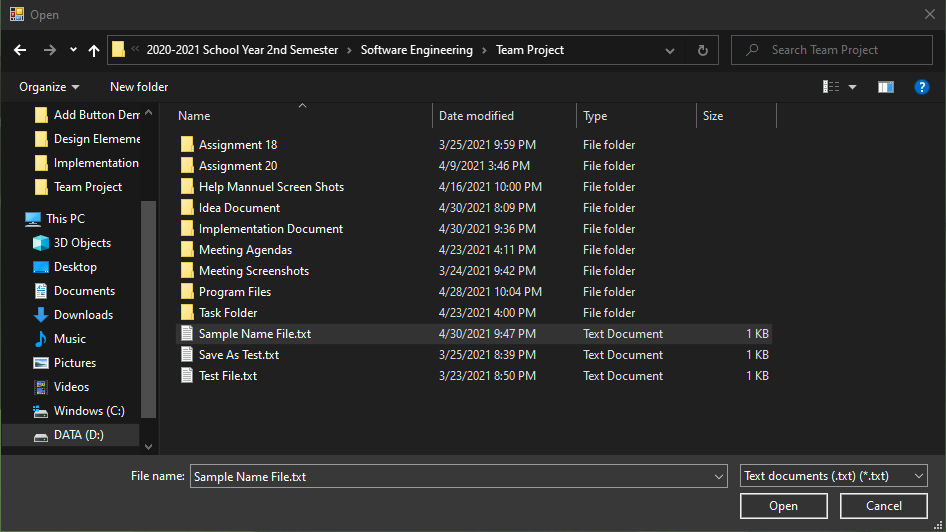 Open
2020-2021 School Year 2nd Semester Software Engineering Team Project
Search Team Project
Organize New folder
Add Button Den
Design Elememe
Implementation
Team Project
This PC
3D Objects
Desktop
Documents
Downloads
Music
Pictures
Videos
Windows (C:)
DATA (D:)
Name Date modified Type Size
Assignment 18 3/25/2021 9:59 PM File folder
Assignment 20 4/9/2021 3:46 PM File folder
Help Mannuel Screen Shots 4/16/2021 10:00 PM File folder
Idea Document 4/30/2021 8:09 PM File folder
Implementation Document 4/30/2021 9:36 PM File folder
Meeting Agendas 4/23/2021 4:11 PM File folder
Meeting Screenshots 3/24/2021 9:42 PM File folder
Program Files 4/28/2021 10:04 PM File folder
Task Folder 4/23/2021 4:00 PM File folder
Sample Name File.txt 4/30/2021 9:47 PM Text Document 1 KB
Save As Test.txt 3/25/2021 8:39 PM Text Document 1 KB
Test File.txt 3/23/2021 8:50 PM Text Document 1 KB
File name: Sample Name File.txt Text documents (.txt) (*.txt)
Open Cancel